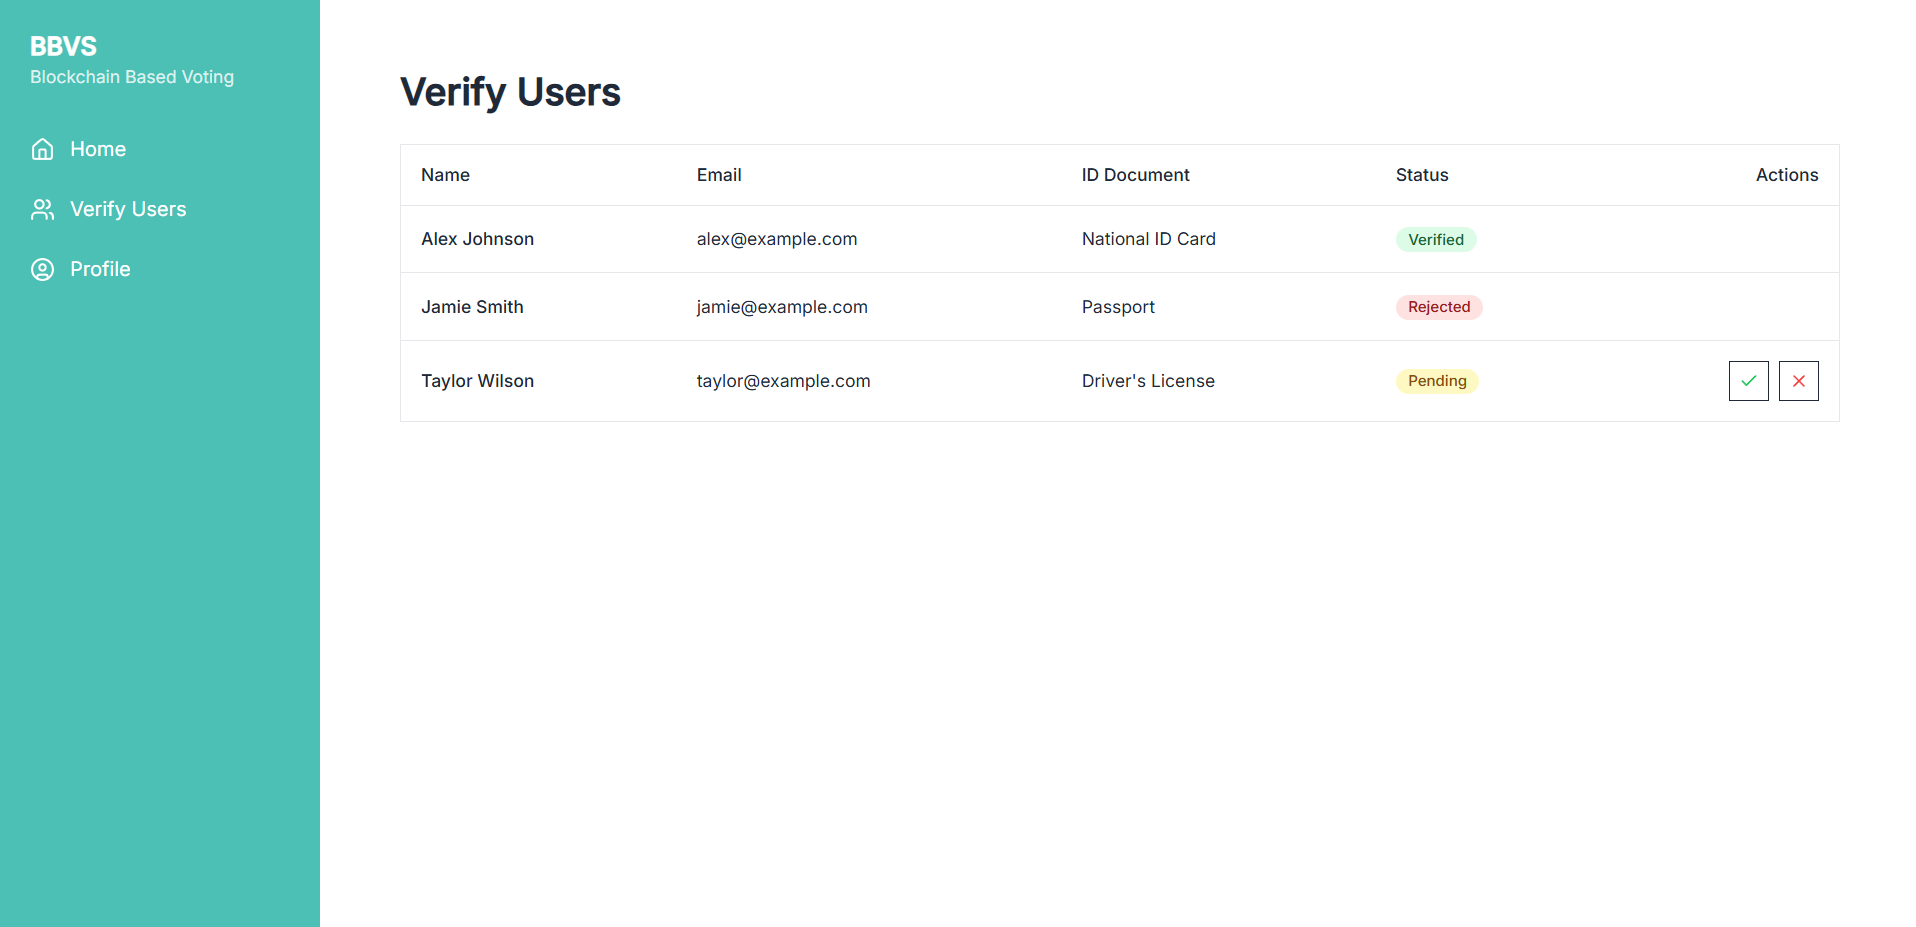 BBVS
Blockchain Based Voting
Home
Verify Users
Profile
Verify Users
Name Email ID Document Status Actions
Alex Johnson alex@example.com National ID Card Verified
Jamie Smith jamie@example.com Passport Rejected
Taylor Wilson taylor@example.com Driver's License Pending